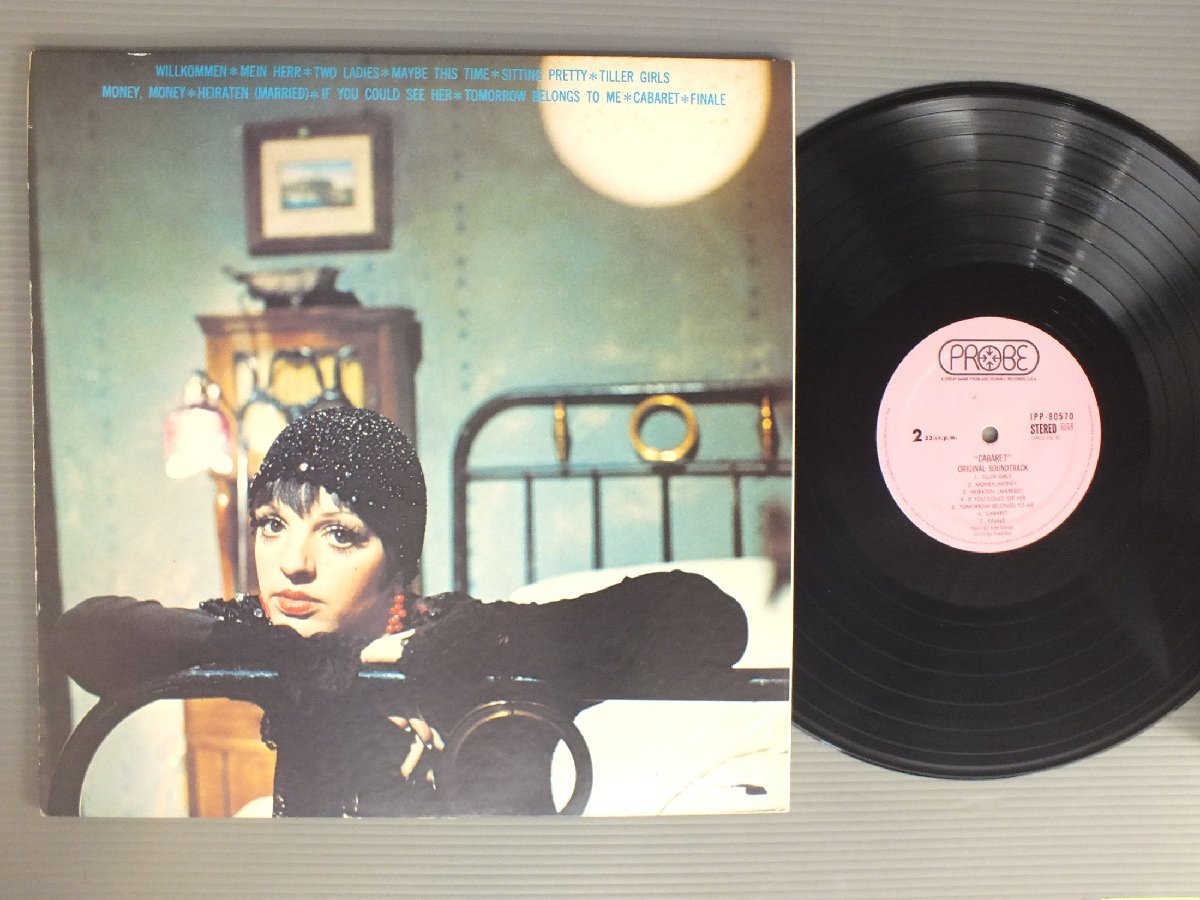 WILLKOMMEN*MEIN HERR*TWO LADIES*MAYBE THIS TIME*SITTING PRETTY*TILLER GIRLS
MONEY, MONEY*HEIRATEN (MARRIED)*IF YOU COULD SEE HER*TOMORROW BELONGS TO ME*CABARET*FINALE
PROBE
IPP-80570
2 33⅓r.p.m.
STEREO
"CABARET"
ORIGINAL SOUNDTRACK
1. TILLER GIRLS
2. MONEY, MONEY
3. HEIRATEN (MARRIED)
4. IF YOU COULD SEE HER
5. TOMORROW BELONGS TO ME
6. CABARET
7. FINALE